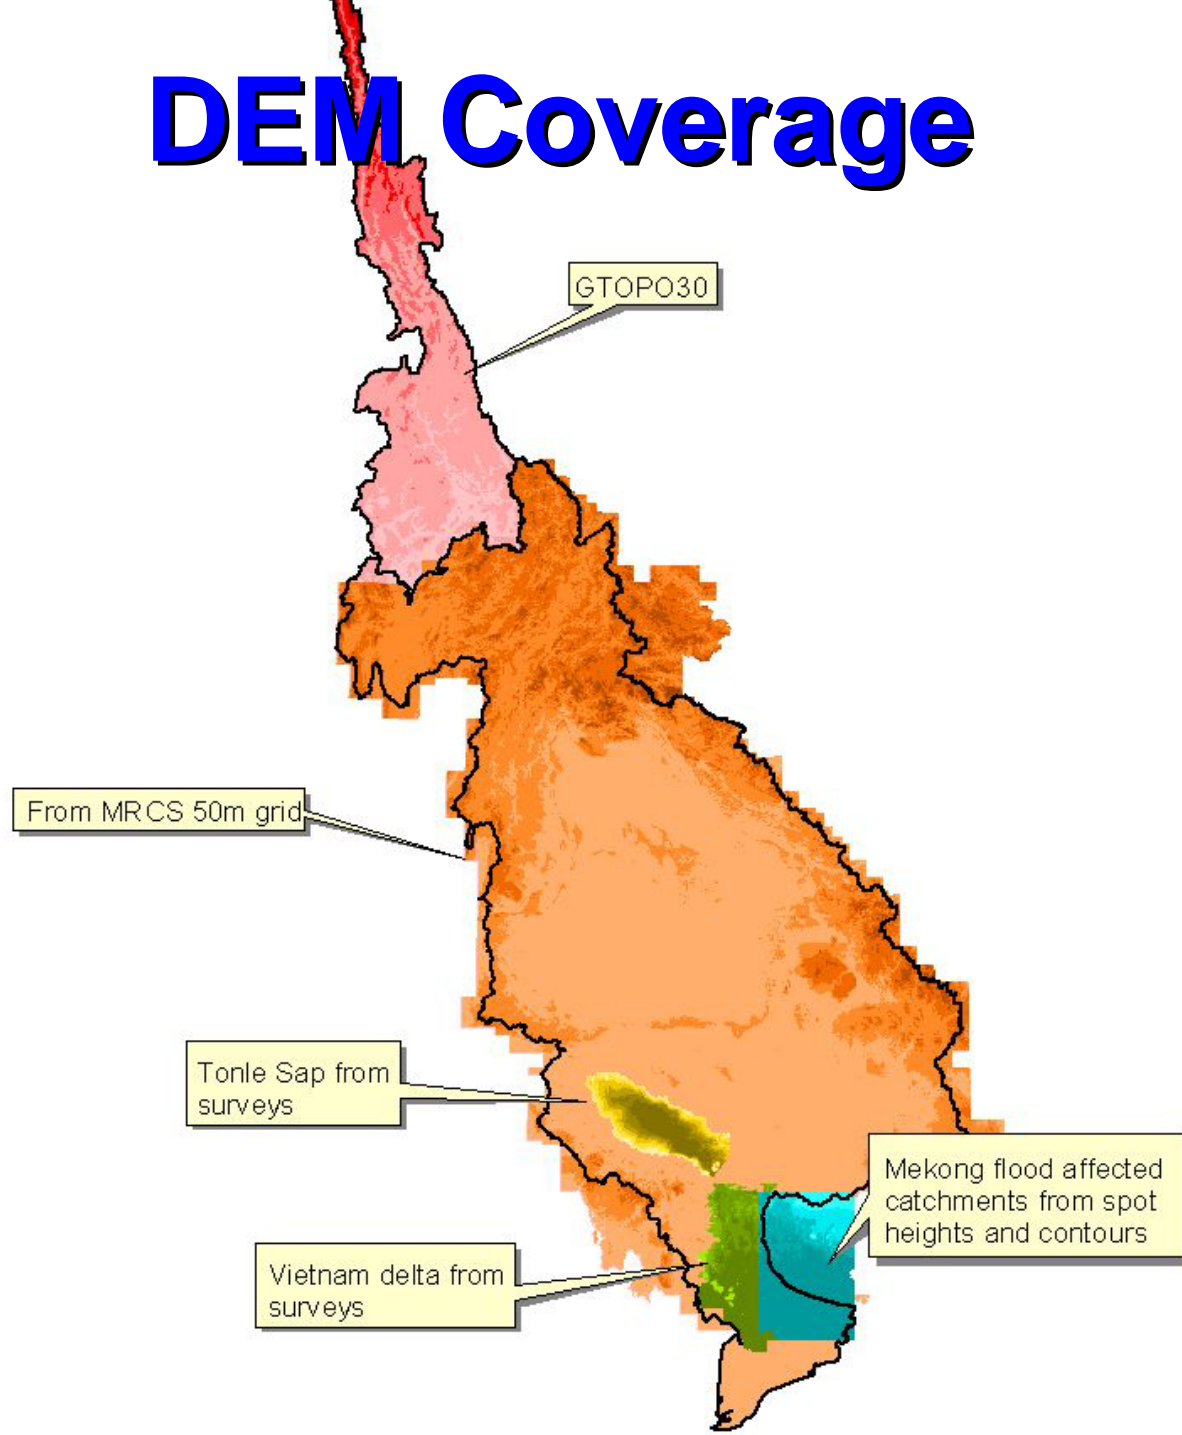 DEM Coverage
GTOPO30
From MRCS 50m grid
Tonle Sap from
surveys
Mekong flood affected
catchments from spot
heights and contours
Vietnam delta from
surveys